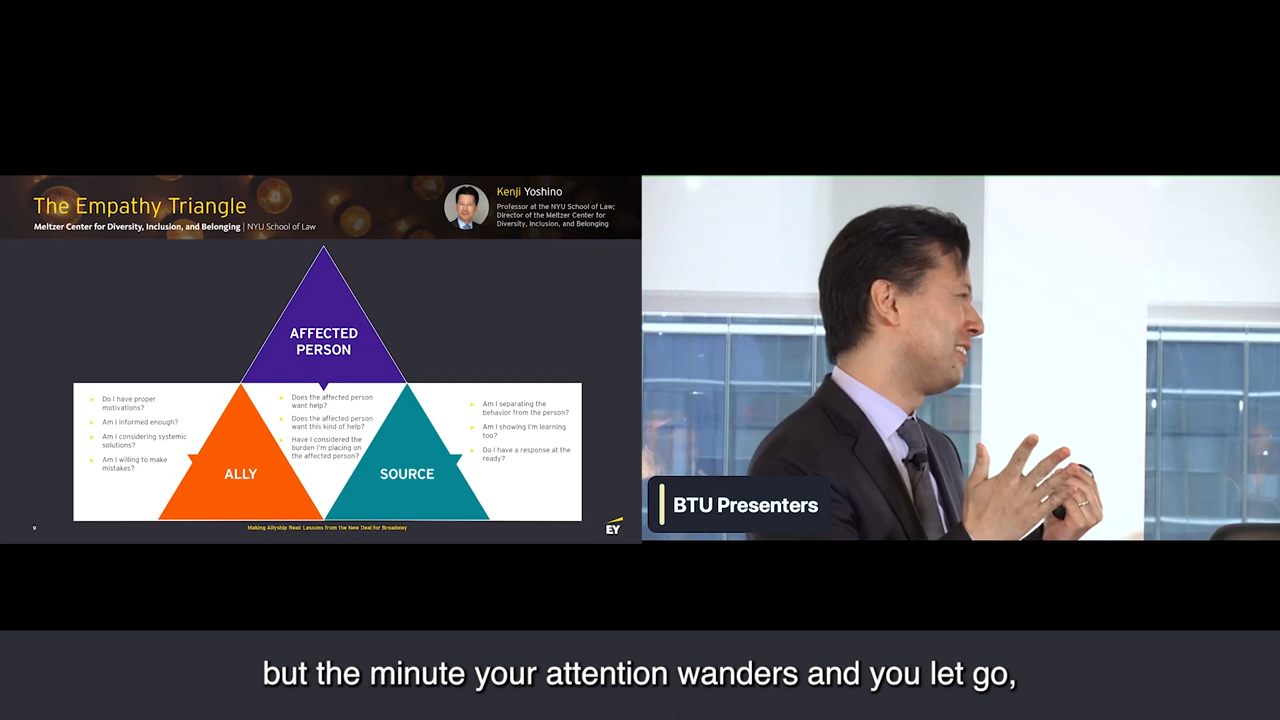 The Empathy Triangle
Meltzer Center for Diversity, Inclusion, and Belonging | NYU School of Law
Kenji Yoshino
Professor at the NYU School of Law;
Director of the Meltzer Center for
Diversity, Inclusion, and Belonging
AFFECTED
PERSON
Do I have proper
motivations?
Am I informed enough?
Am I considering systemic
solutions?
Am I willing to make
mistakes?
ALLY
Does the affected person
want help?
Does the affected person
want this kind of help?
Have I considered the
burden I'm placing on
the affected person?
SOURCE
Am I separating the
behavior from the person?
Am I showing I'm learning
too?
Do I have a response at the
ready?
9
Making Allyship Real: Lessons from the New Deal for Broadway
EY
BTU Presenters
but the minute your attention wanders and you let go,